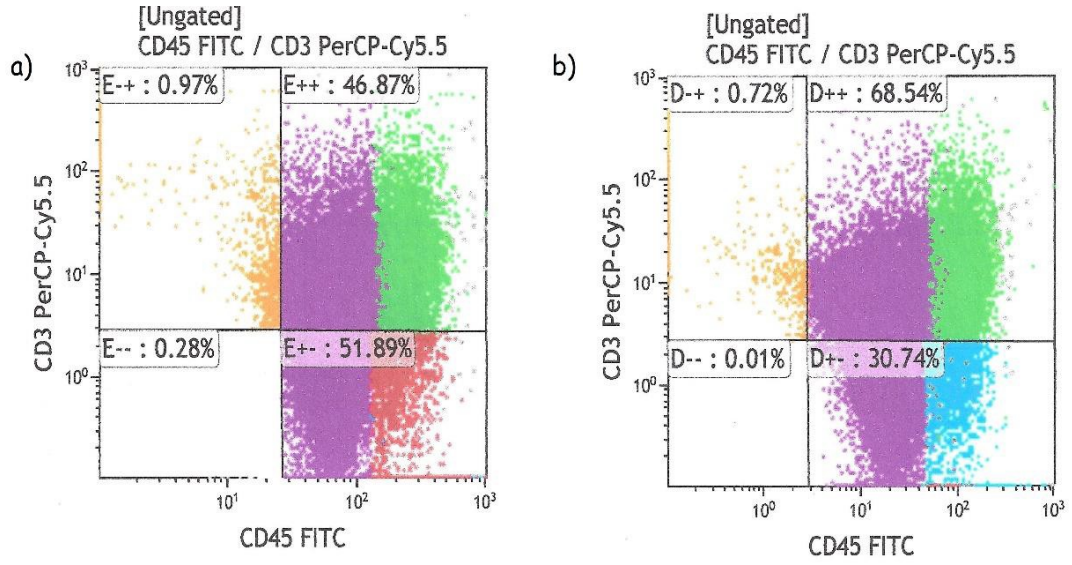 a)
[Ungated]
CD45 FITC / CD3 PerCP-Cy5.5
10³
E-+ : 0.97%
E++ : 46.87%
10²
10¹
E-- : 0.28%
E+- : 51.89%
10⁰
CD3 PerCP-Cy5.5
10¹
10²
10³
CD45 FITC
b)
[Ungated]
CD45 FITC / CD3 PerCP-Cy5.5
10³
D-+ : 0.72%
D++ : 68.54%
10²
10¹
D-- : 0.01%
D+- : 30.74%
10⁰
CD3 PerCP-Cy5.5
10⁰
10¹
10²
10³
CD45 FITC